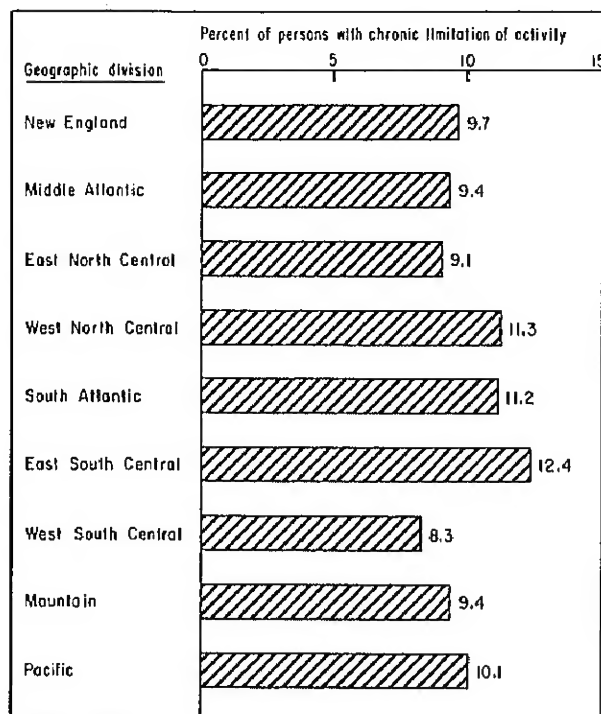 Percent of persons with chronic limitation of activity
0 5 10 15
Geographic division
New England 9.7
Middle Atlantic 9.4
East North Central 9.1
West North Central 11.3
South Atlantic 11.2
East South Central 12.4
West South Central 8.3
Mountain 9.4
Pacific 10.1